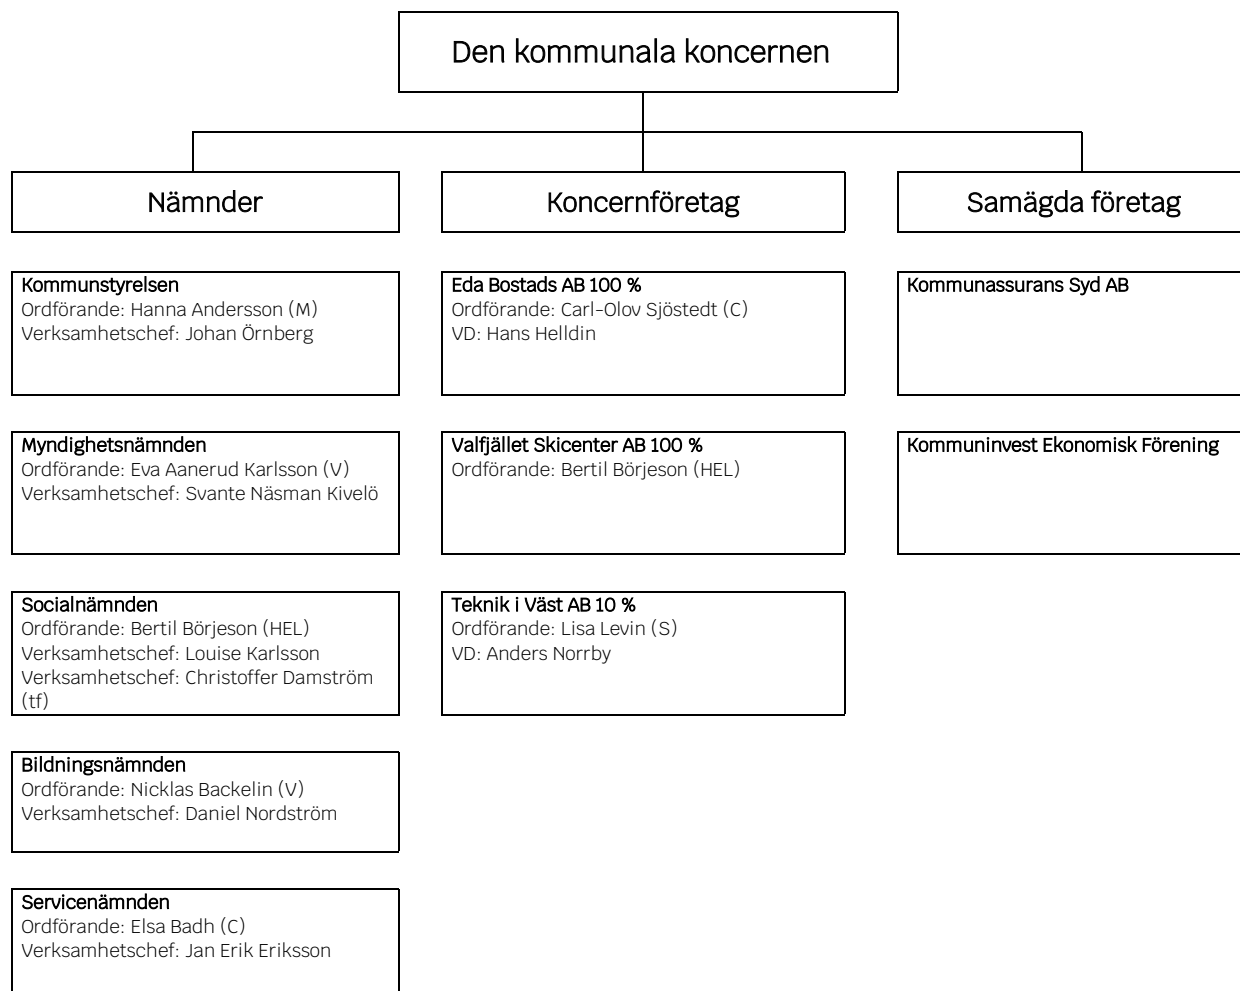 Den kommunala koncernen
Nämnder
Koncernföretag
Samägda företag
Kommunstyrelsen
Ordförande: Hanna Andersson (M)
Verksamhetschef: Johan Örnberg
Eda Bostads AB 100 %
Ordförande: Carl-Olov Sjöstedt (C)
VD: Hans Helldin
Kommunassurans Syd AB
Myndighetsnämnden
Ordförande: Eva Aanerud Karlsson (V)
Verksamhetschef: Svante Näsman Kivelö
Valfjället Skicenter AB 100 %
Ordförande: Bertil Börjeson (HEL)
Kommuninvest Ekonomisk Förening
Socialnämnden
Ordförande: Bertil Börjeson (HEL)
Verksamhetschef: Louise Karlsson
Verksamhetschef: Christoffer Damström
(tf)
Teknik i Väst AB 10 %
Ordförande: Lisa Levin (S)
VD: Anders Norrby
Bildningsnämnden
Ordförande: Nicklas Backelin (V)
Verksamhetschef: Daniel Nordström
Servicenämnden
Ordförande: Elsa Badh (C)
Verksamhetschef: Jan Erik Eriksson